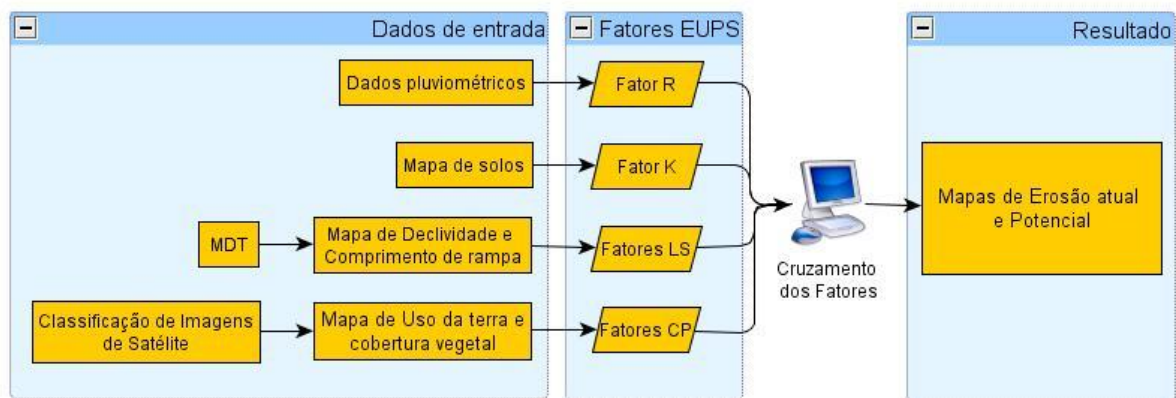 Dados de entrada
Fatores EUPS
Resultado
Dados pluviométricos
Fator R
Mapa de solos
Fator K
MDT
Mapa de Declividade e
Comprimento de rampa
Fatores LS
Classificação de Imagens
de Satélite
Mapa de Uso da terra e
cobertura vegetal
Fatores CP
Cruzamento
dos Fatores
Mapas de Erosão atual
e Potencial